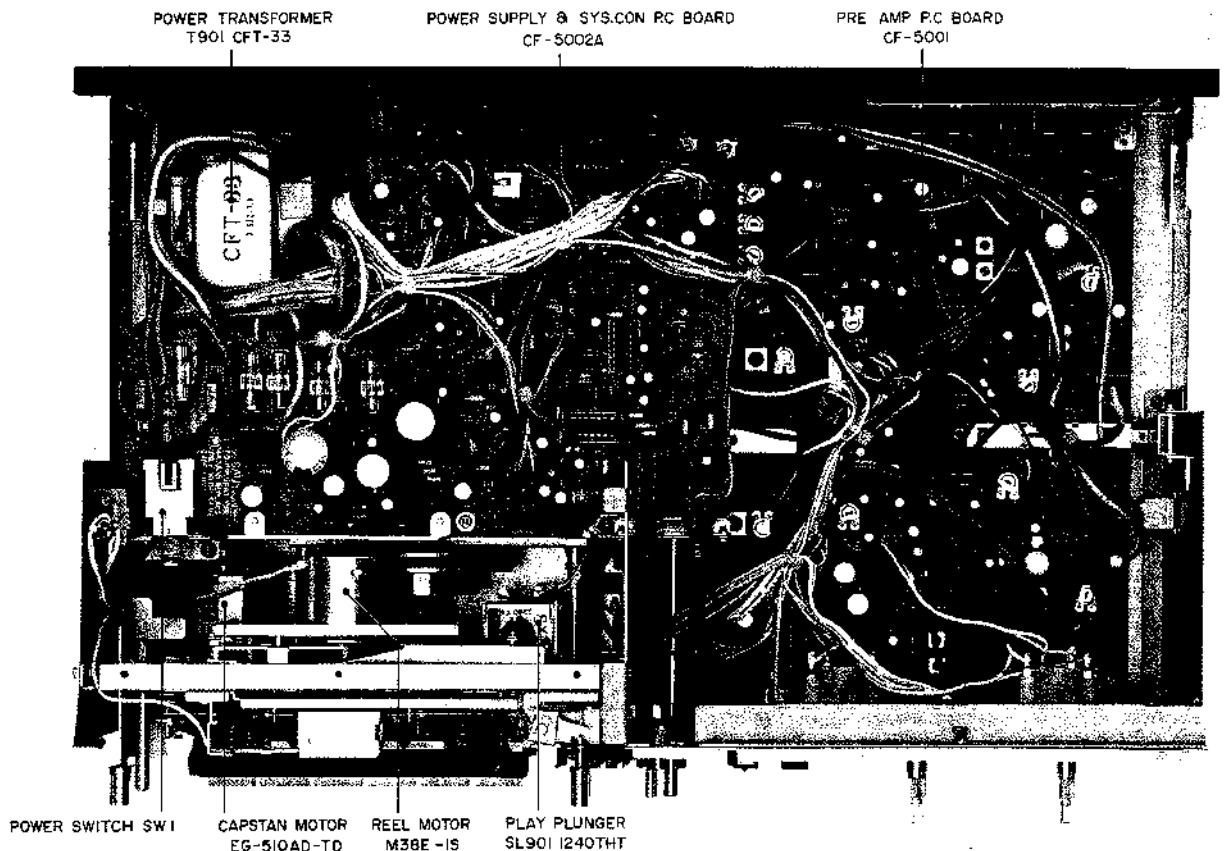 POWER TRANSFORMER
T901 CFT-33
POWER SUPPLY & SYS.CON P.C BOARD
CF-5002A
PRE AMP P.C BOARD
CF-5001
CFT-33
POWER SWITCH SW1
CAPSTAN MOTOR
EG-510AD-TD
REEL MOTOR
M38E-1S
PLAY PLUNGER
SL901 1240THT